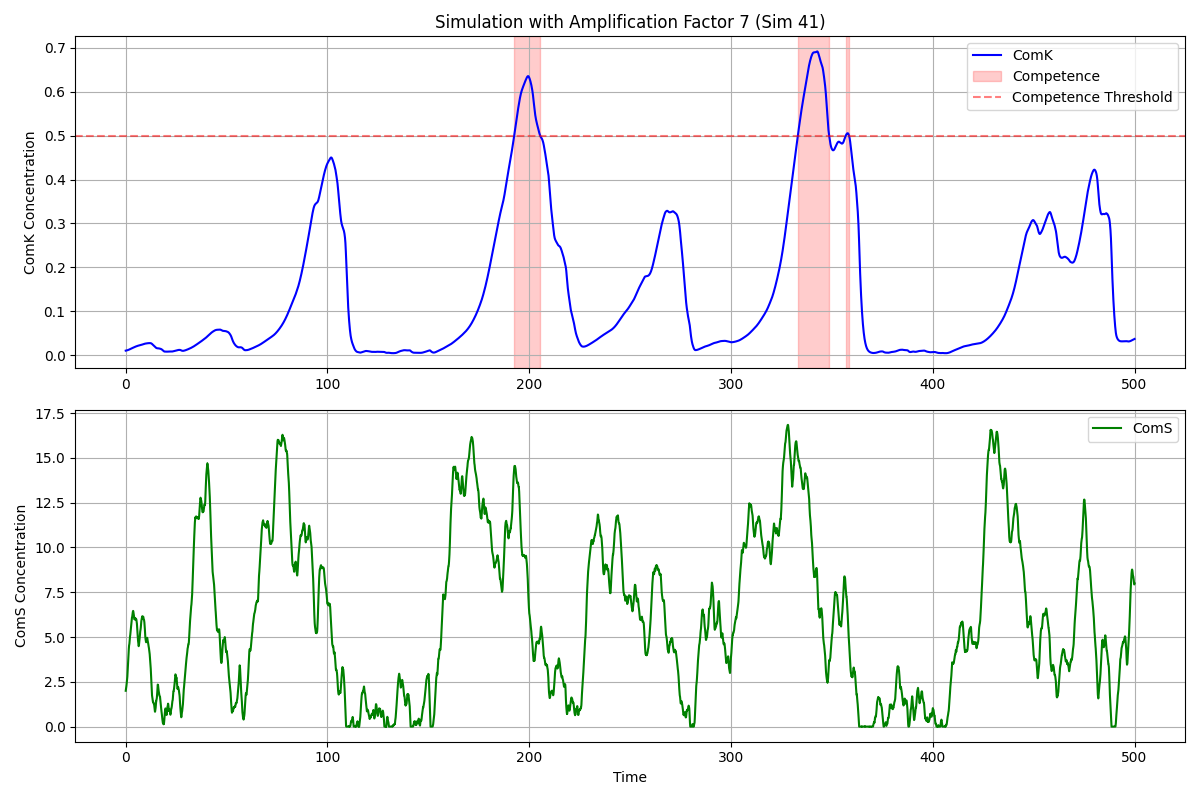 Simulation with Amplification Factor 7 (Sim 41)
ComK Concentration
0.7
0.6
0.5
0.4
0.3
0.2
0.1
0.0
ComK
Competence
Competence Threshold
0 100 200 300 400 500
ComS Concentration
17.5
15.0
12.5
10.0
7.5
5.0
2.5
0.0
ComS
0 100 200 300 400 500
Time